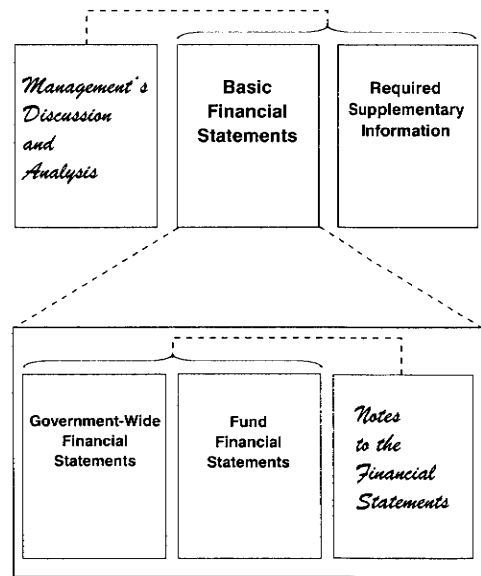 Management's
Discussion
and
Analysis
Basic
Financial
Statements
Required
Supplementary
Information
Government-Wide
Financial
Statements
Fund
Financial
Statements
Notes
to the
Financial
Statements